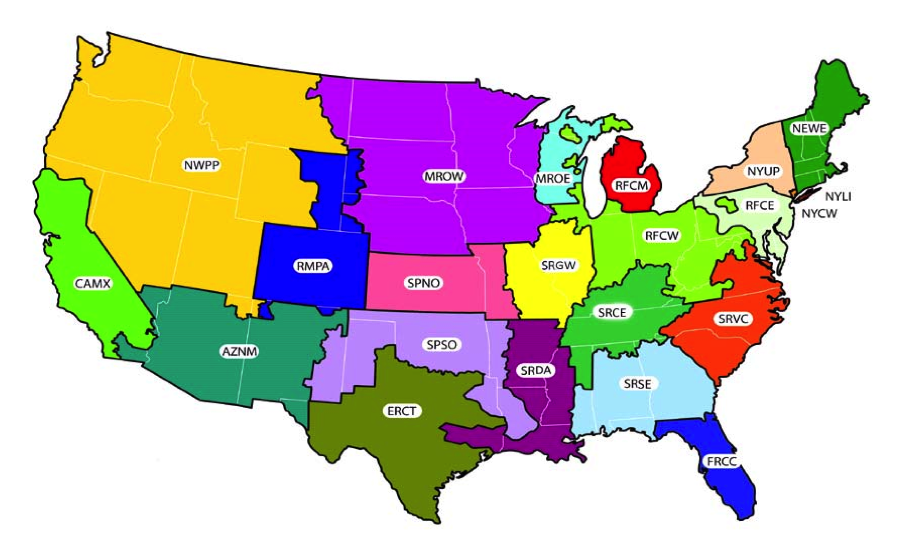 NEWE
NWPP
MROW
MROE
RFCM
NYUP
NYLI
RFCE
NYCW
RFCW
RMPA
SRGW
SPNO
CAMX
SRCE
SRVC
AZNM
SPSO
SRDA
SRSE
ERCT
FRCC